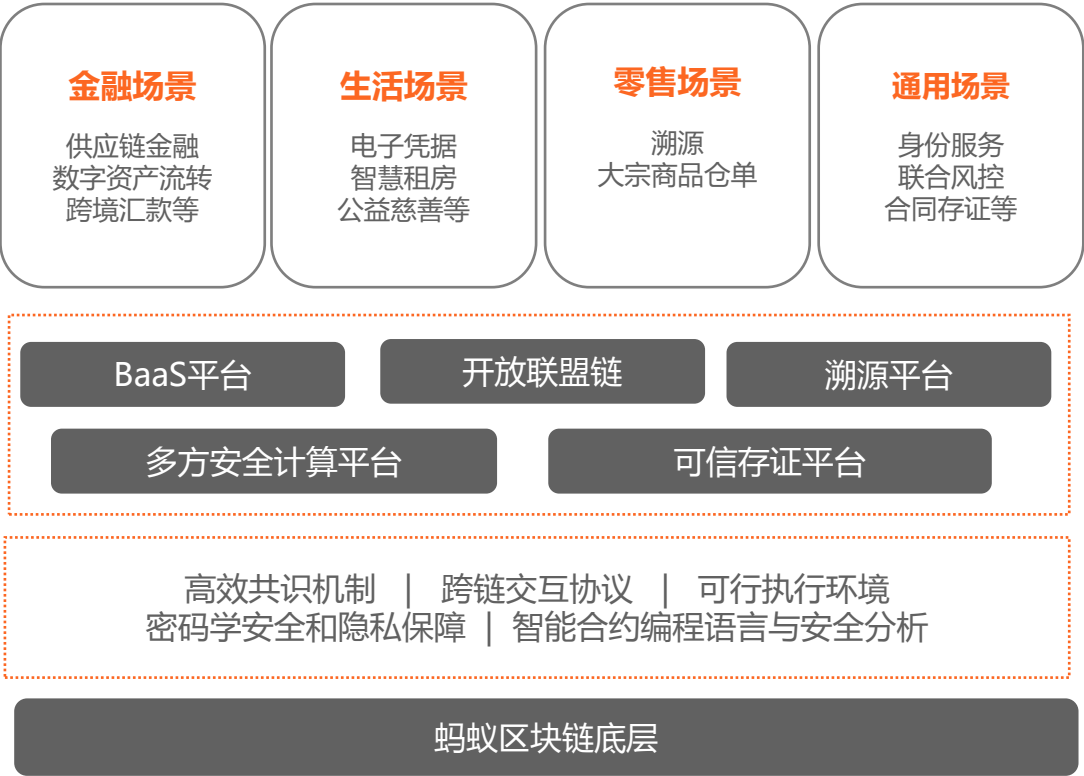 金融场景
供应链金融
数字资产流转
跨境汇款等
生活场景
电子凭据
智慧租房
公益慈善等
零售场景
溯源
大宗商品仓单
通用场景
身份服务
联合风控
合同存证等
BaaS平台
开放联盟链
溯源平台
多方安全计算平台
可信存证平台
高效共识机制 | 跨链交互协议 | 可行执行环境
密码学安全和隐私保障 | 智能合约编程语言与安全分析
蚂蚁区块链底层